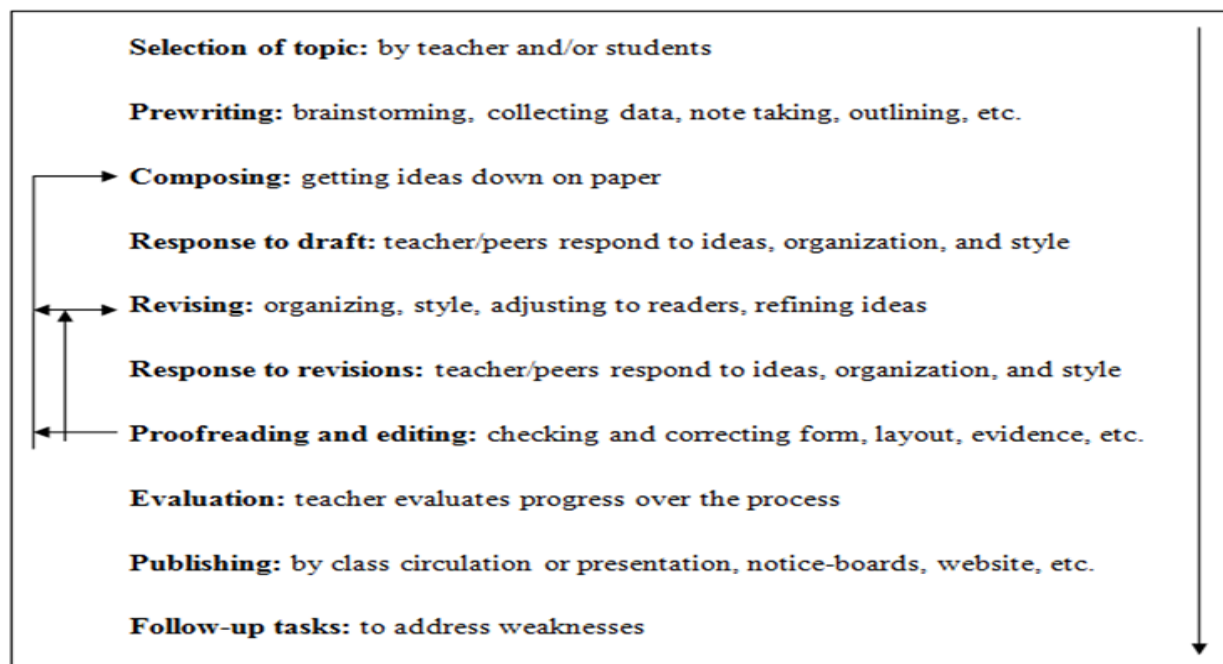 Selection of topic: by teacher and/or students
Prewriting: brainstorming, collecting data, note taking, outlining, etc.
Composing: getting ideas down on paper
Response to draft: teacher/peers respond to ideas, organization, and style
Revising: organizing, style, adjusting to readers, refining ideas
Response to revisions: teacher/peers respond to ideas, organization, and style
Proofreading and editing: checking and correcting form, layout, evidence, etc.
Evaluation: teacher evaluates progress over the process
Publishing: by class circulation or presentation, notice-boards, website, etc.
Follow-up tasks: to address weaknesses